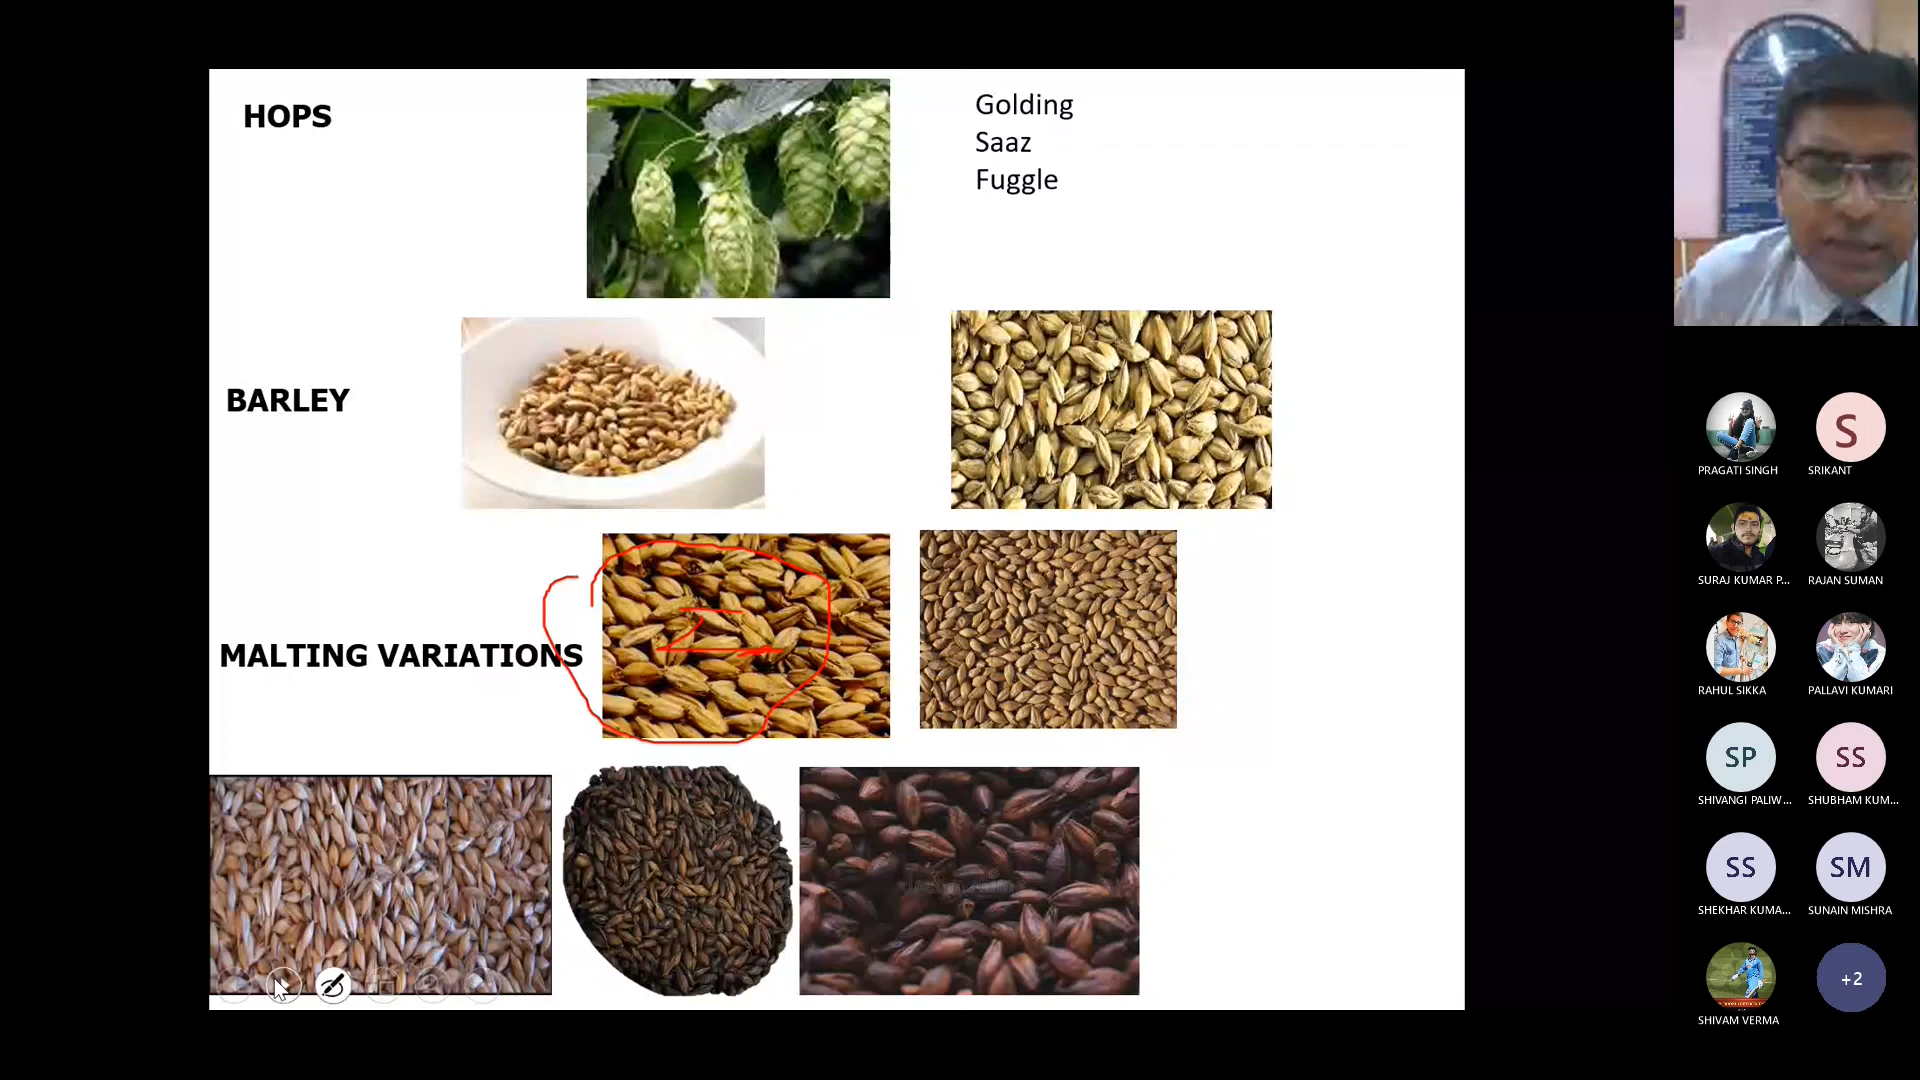 HOPS
Golding
Saaz
Fuggle
BARLEY
MALTING VARIATIONS
PRAGATI SINGH
S
SRIKANT
SURAJ KUMAR P...
RAJAN SUMAN
RAHUL SIKKA
PALLAVI KUMARI
SP
SHIVANGI PALIW...
SS
SHUBHAM KUM...
SS
SHEKHAR KUMA...
SM
SUNAIN MISHRA
SHIVAM VERMA
+2